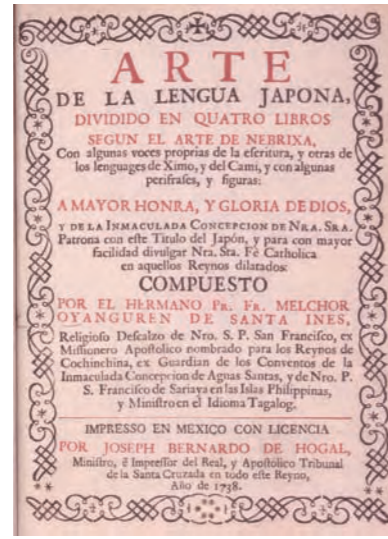 ARTE
DE LA LENGUA JAPONA,
DIVIDIDO EN QUATRO LIBROS
SEGUN EL ARTE DE NEBRIXA,
Con algunas voces proprias de la eſcritura, y otras de
los lenguages de Ximo, y del Cami, y con algunas
perifraſes, y figuras:
A MAYOR HONRA, Y GLORIA DE DIOS,
Y DE LA INMACULADA CONCEPCION DE NRA. SRA.
Patrona con eſte Titulo del Japón, y para con mayor
facilidad divulgar Nra. Sta. Fè Catholica
en aquellos Reynos dilatados:
COMPUESTO
POR EL HERMANO PR. FR. MELCHOR
OYANGUREN DE SANTA INES,
Religioſo Deſcalzo de Nro. S. P. San Franciſco, ex
Miſſionero Apoſtolico nombrado para los Reynos de
Cochinchina, ex Guardian de los Conventos de la
Inmaculada Concepcion de Aguas Santas, y de Nro. P.
S. Franciſco de Sariaya en las Islas Philippinas,
y Miniſtro en el Idioma Tagalog.
IMPRESSO EN MEXICO CON LICENCIA
POR JOSEPH BERNARDO DE HOGAL,
Miniſtro, è Impreſſor del Real, y Apoſtolico Tribunal
de la Santa Cruzada en todo eſte Reyno,
Año de 1738.